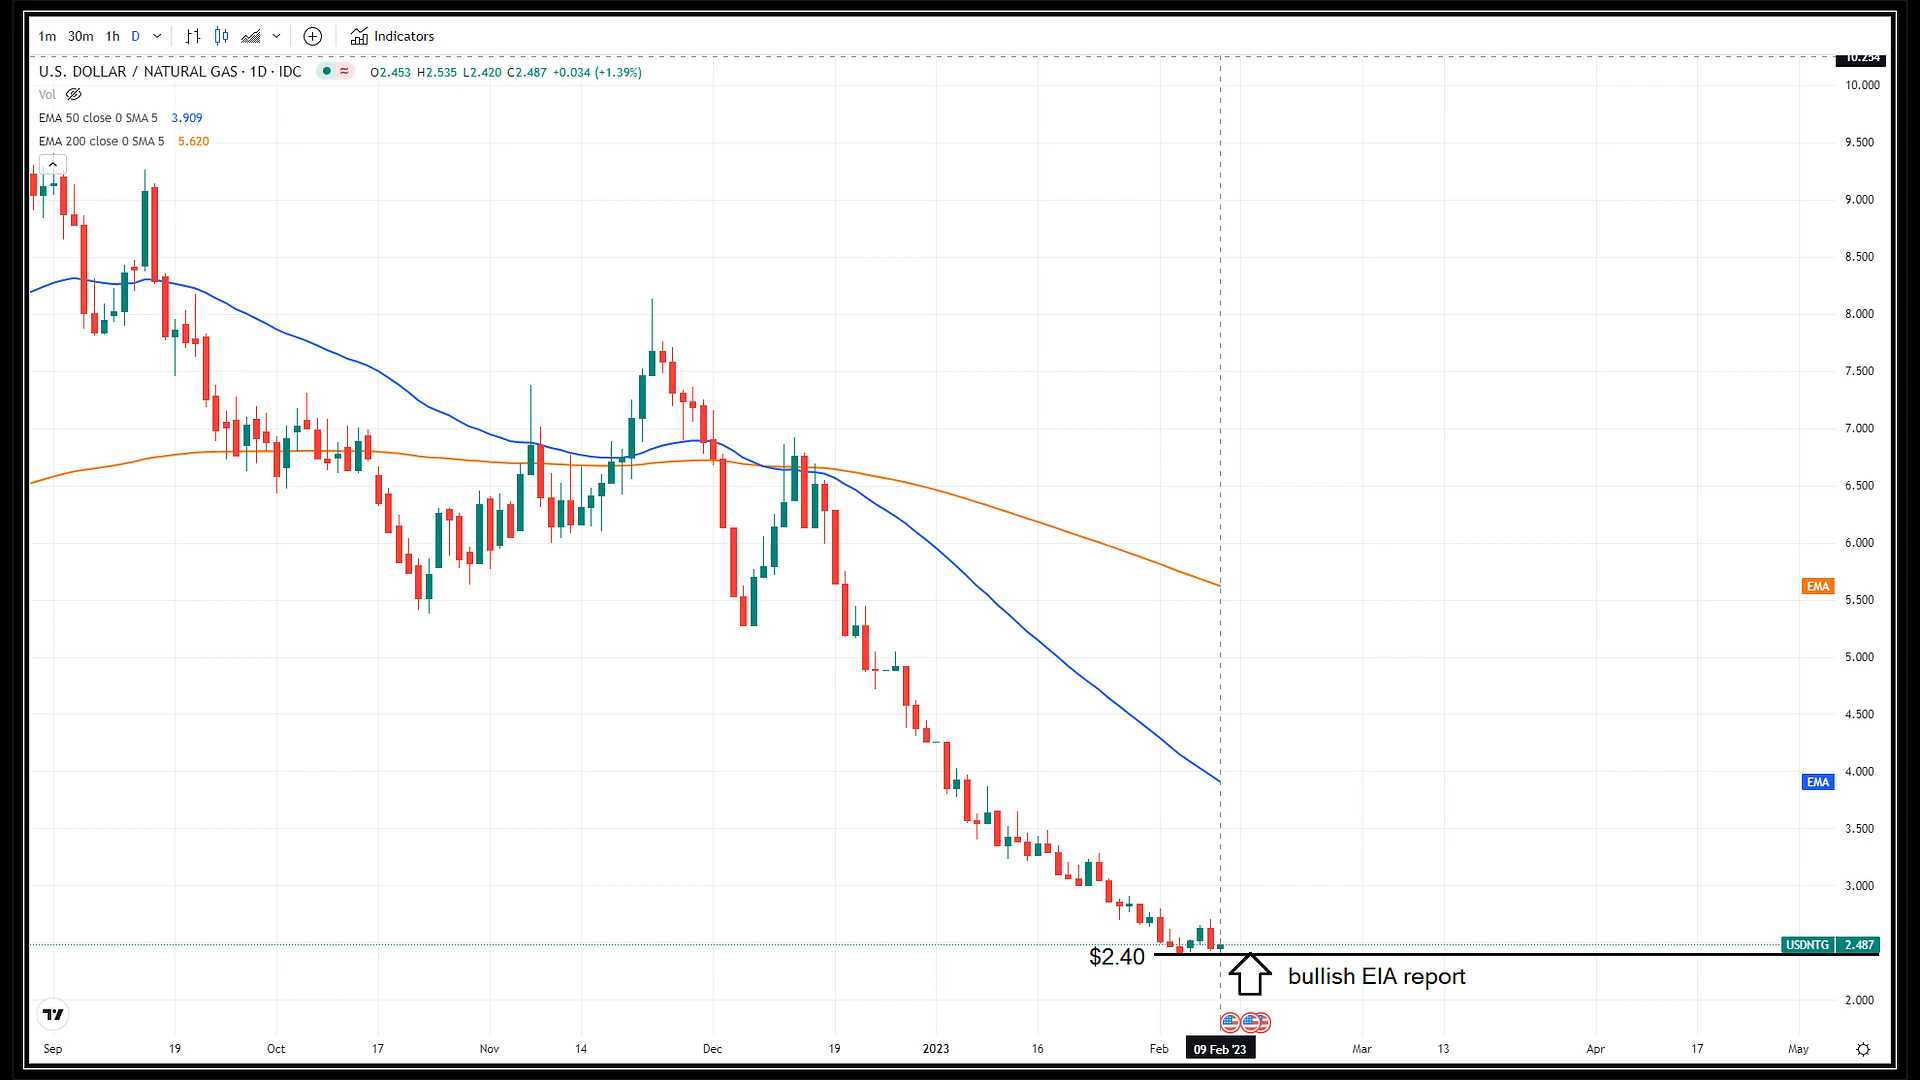 1m 30m 1h D Indicators
10.254
U.S. DOLLAR / NATURAL GAS · 1D · IDC O2.453 H2.535 L2.420 C2.487 +0.034 (+1.39%)
Vol
EMA 50 close 0 SMA 5 3.909
EMA 200 close 0 SMA 5 5.620
10.000
9.500
9.000
8.500
8.000
7.500
7.000
6.500
6.000
EMA
5.500
5.000
4.500
4.000
EMA
3.500
3.000
USDNTG 2.487
$2.40
bullish EIA report
2.000
Sep 19 Oct 17 Nov 14 Dec 19 2023 16 Feb 09 Feb '23 Mar 13 Apr 17 May